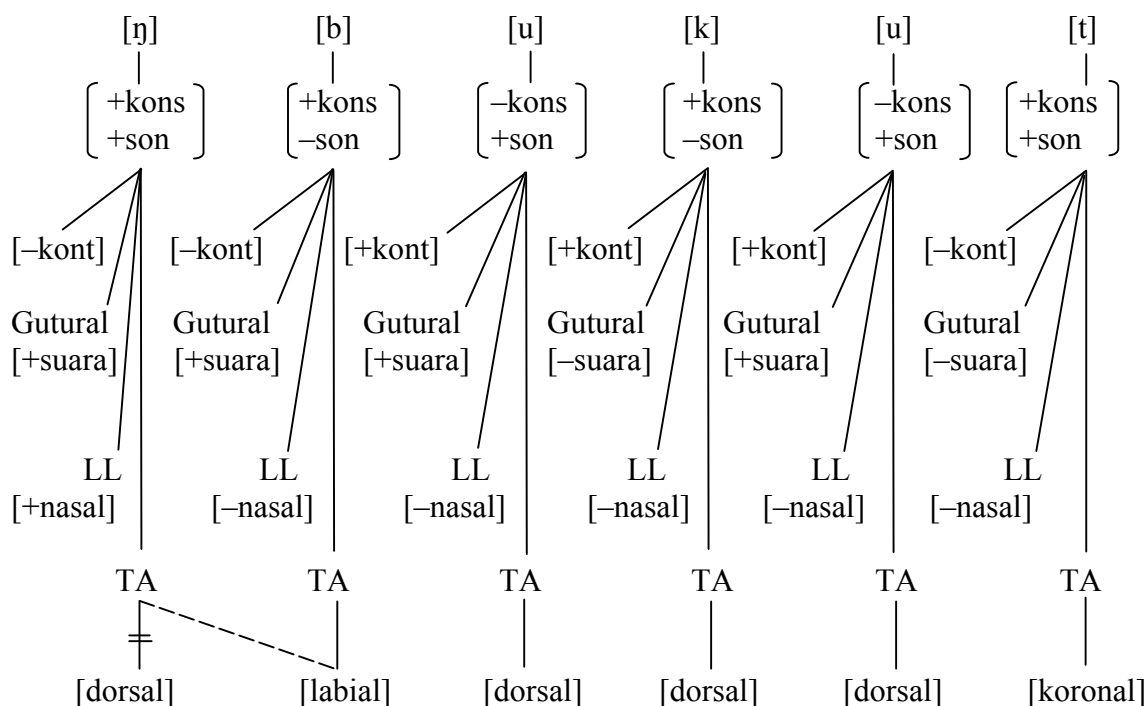 [ŋ] [b] [u] [k] [u] [t]
+kons +kons –kons +kons –kons +kons
+son –son +son –son +son +son
[–kont] [–kont] [+kont] [+kont] [+kont] [–kont]
Gutural Gutural Gutural Gutural Gutural Gutural
[+suara] [+suara] [+suara] [–suara] [+suara] [–suara]
LL LL LL LL LL LL
[+nasal] [–nasal] [–nasal] [–nasal] [–nasal] [–nasal]
TA TA TA TA TA TA
[dorsal] [labial] [dorsal] [dorsal] [dorsal] [koronal]